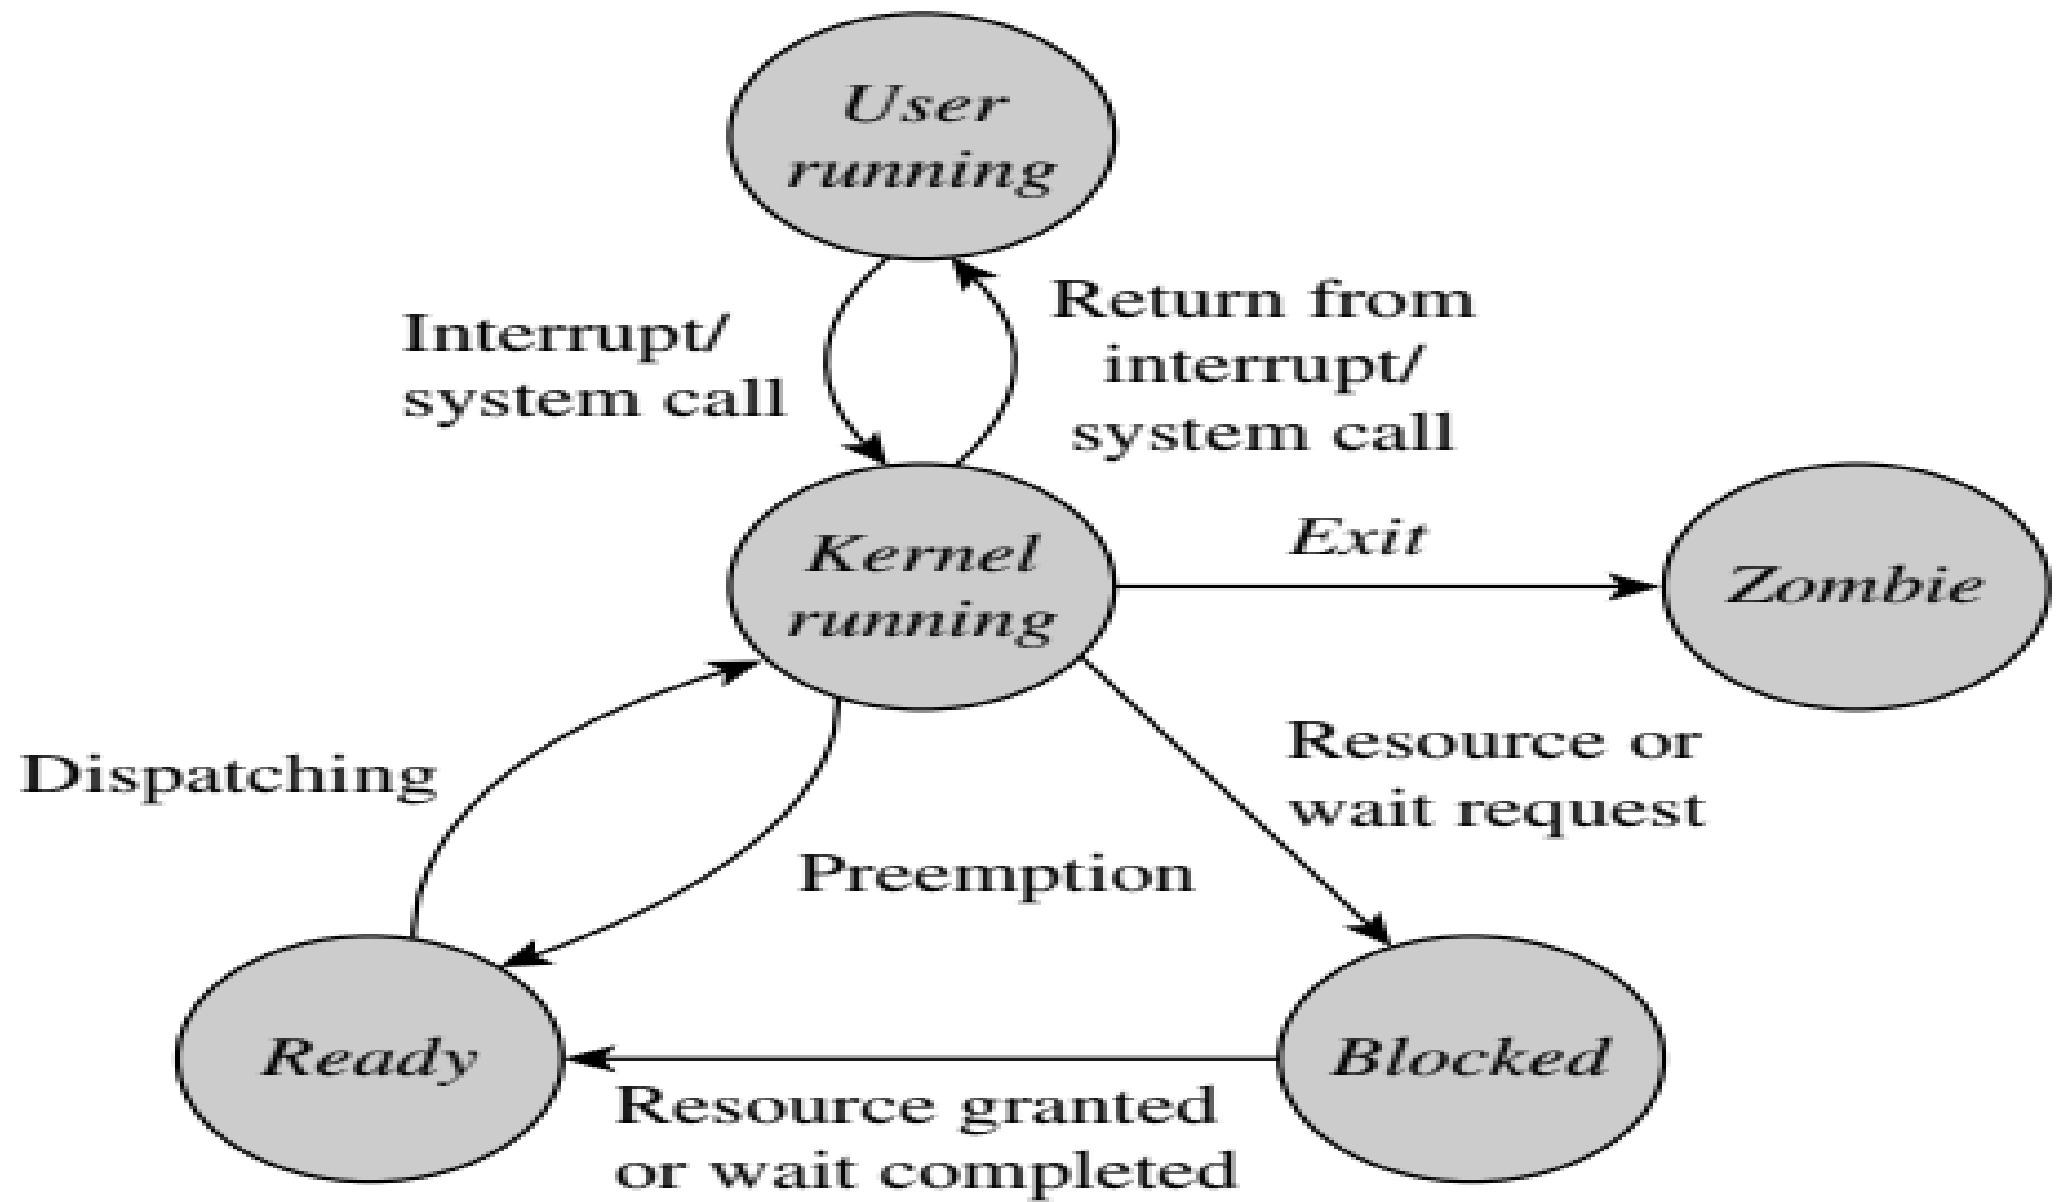 User
running
Interrupt/
system call
Return from
interrupt/
system call
Kernel
running
Exit
Zombie
Dispatching
Preemption
Resource or
wait request
Ready
Blocked
Resource granted
or wait completed